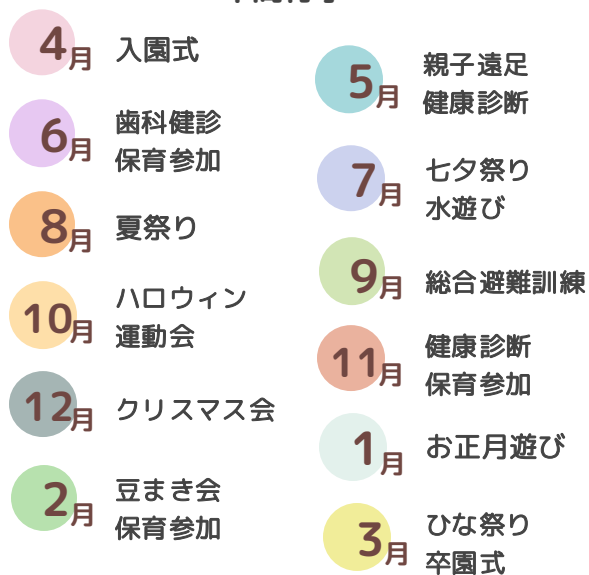 4月 入園式
5月 親子遠足
健康診断
6月 歯科健診
保育参加
7月 七夕祭り
水遊び
8月 夏祭り
9月 総合避難訓練
10月 ハロウィン
運動会
11月 健康診断
保育参加
12月 クリスマス会
1月 お正月遊び
2月 豆まき会
保育参加
3月 ひな祭り
卒園式